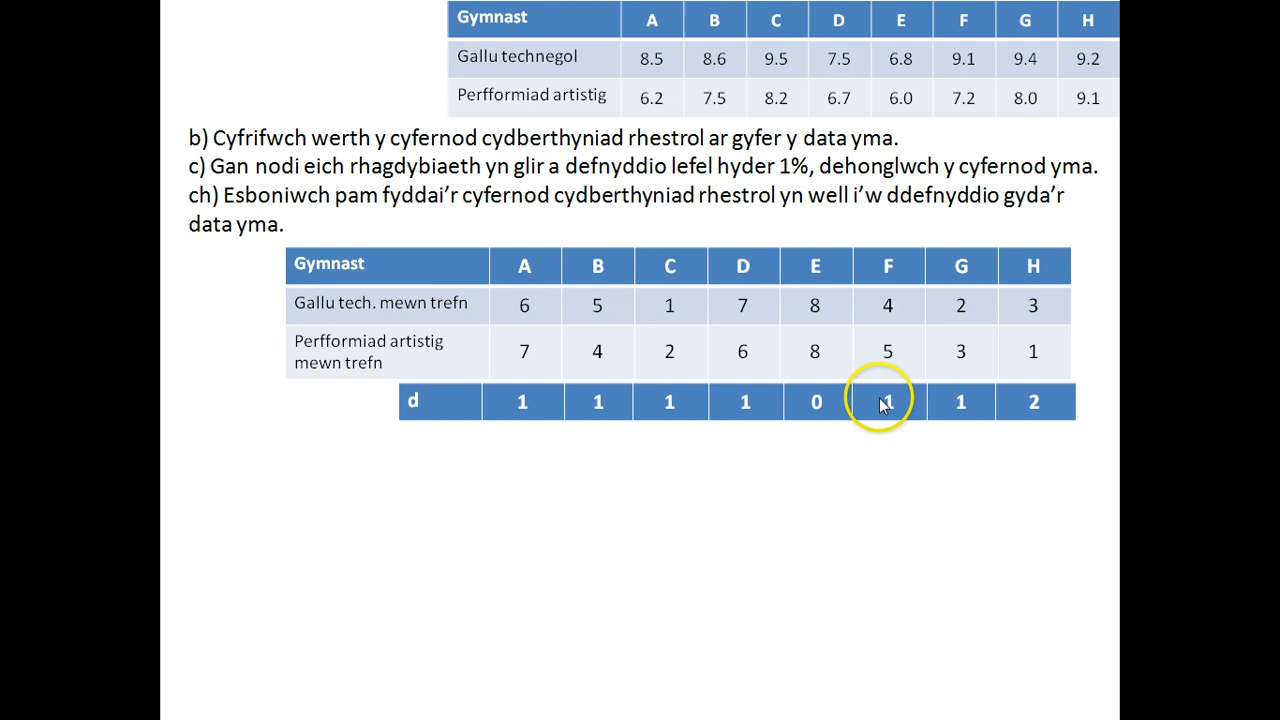 Gymnast A B C D E F G H
Gallu technegol 8.5 8.6 9.5 7.5 6.8 9.1 9.4 9.2
Perfformiad artistig 6.2 7.5 8.2 6.7 6.0 7.2 8.0 9.1
b) Cyfrifwch werth y cyfernod cydberthyniad rhestrol ar gyfer y data yma.
c) Gan nodi eich rhagdybiaeth yn glir a defnyddio lefel hyder 1%, dehonglwch y cyfernod yma.
ch) Esboniwch pam fyddai’r cyfernod cydberthyniad rhestrol yn well i’w ddefnyddio gyda’r
data yma.
Gymnast A B C D E F G H
Gallu tech. mewn trefn 6 5 1 7 8 4 2 3
Perfformiad artistig
mewn trefn 7 4 2 6 8 5 3 1
d 1 1 1 1 0 1 1 2